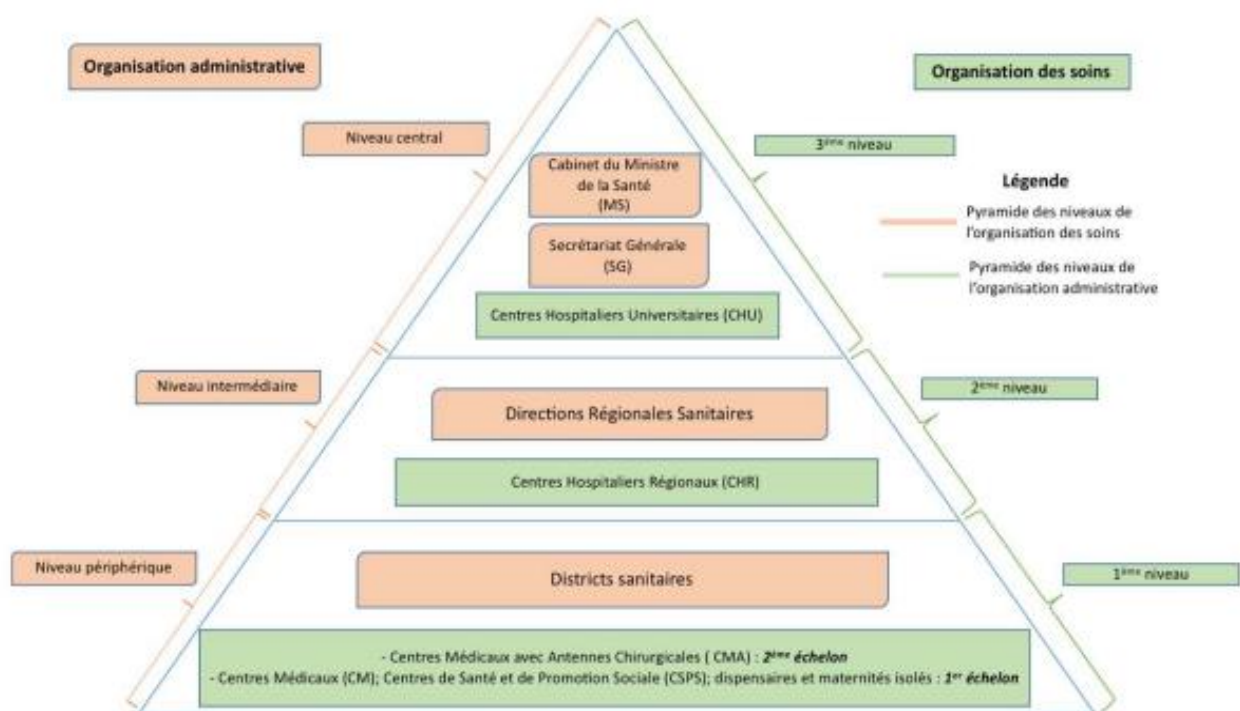 Organisation administrative
Organisation des soins
Niveau central
3ème niveau
Cabinet du Ministre
de la Santé
(MS)
Légende
Pyramide des niveaux de
l'organisation des soins
Secrétariat Générale
(SG)
Pyramide des niveaux de
l'organisation administrative
Centres Hospitaliers Universitaires (CHU)
Niveau intermédiaire
2ème niveau
Directions Régionales Sanitaires
Centres Hospitaliers Régionaux (CHR)
Niveau périphérique
Districts sanitaires
1ème niveau
- Centres Médicaux avec Antennes Chirurgicales ( CMA) : 2ème échelon
- Centres Médicaux (CM); Centres de Santé et de Promotion Sociale (CSPS); dispensaires et maternités isolés : 1er échelon